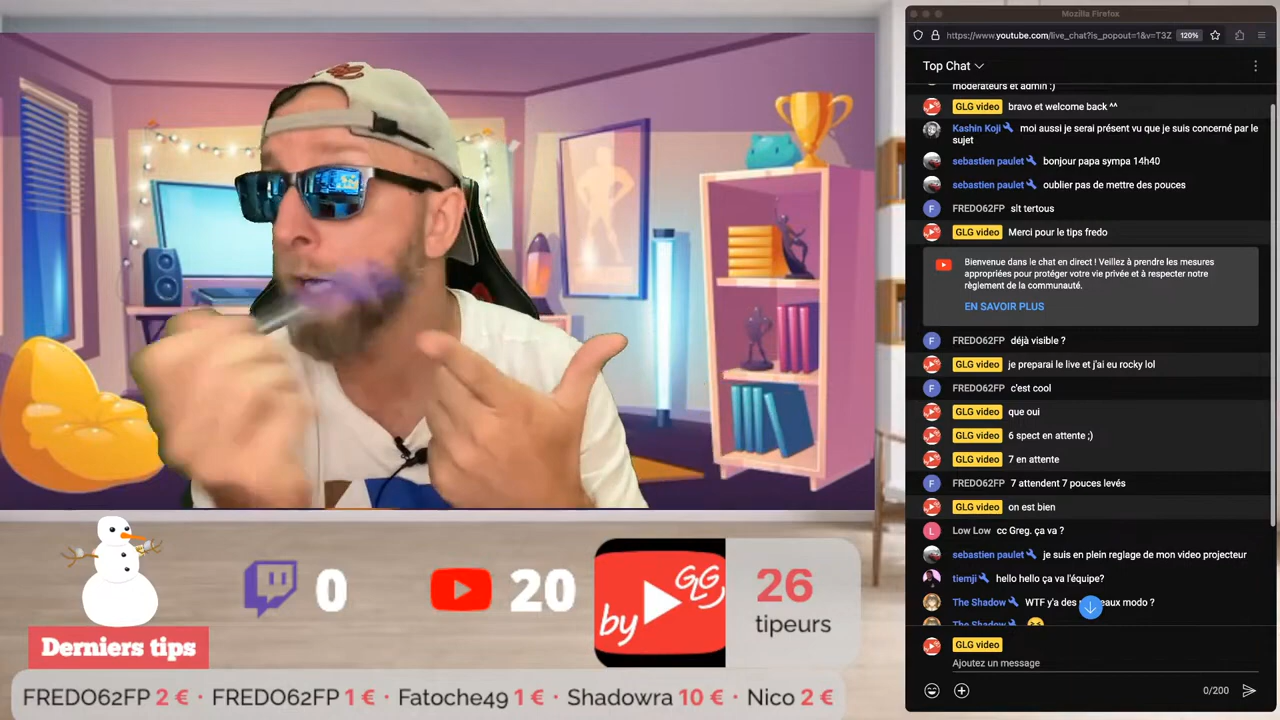 Mozilla Firefox
https://www.youtube.com/live_chat?is_popout=1&v=T3Z
120%
Top Chat
moderateurs et admin :)
GLG video bravo et welcome back ^^
Kashin Koji moi aussi je serai présent vu que je suis concerné par le
sujet
sebastien paulet bonjour papa sympa 14h40
sebastien paulet oublier pas de mettre des pouces
F FREDO62FP slt tertous
GLG video Merci pour le tips fredo
Bienvenue dans le chat en direct ! Veillez à prendre les mesures
appropriées pour protéger votre vie privée et à respecter notre
règlement de la communauté.
EN SAVOIR PLUS
F FREDO62FP déjà visible ?
GLG video je preparai le live et j'ai eu rocky lol
F FREDO62FP c'est cool
GLG video que oui
GLG video 6 spect en attente ;)
GLG video 7 en attente
F FREDO62FP 7 attendent 7 pouces levés
GLG video on est bien
L Low Low cc Greg. ça va ?
sebastien paulet je suis en plein reglage de mon video projecteur
tiemji hello hello ça va l'équipe?
The Shadow WTF y'a des eaux modo ?
The Shadow
GLG video
Ajoutez un message
0/200
0
20
by GLG
26
tipeurs
Derniers tips
FREDO62FP 2 € · FREDO62FP 1 € · Fatoche49 1 € · Shadowra 10 € · Nico 2 €